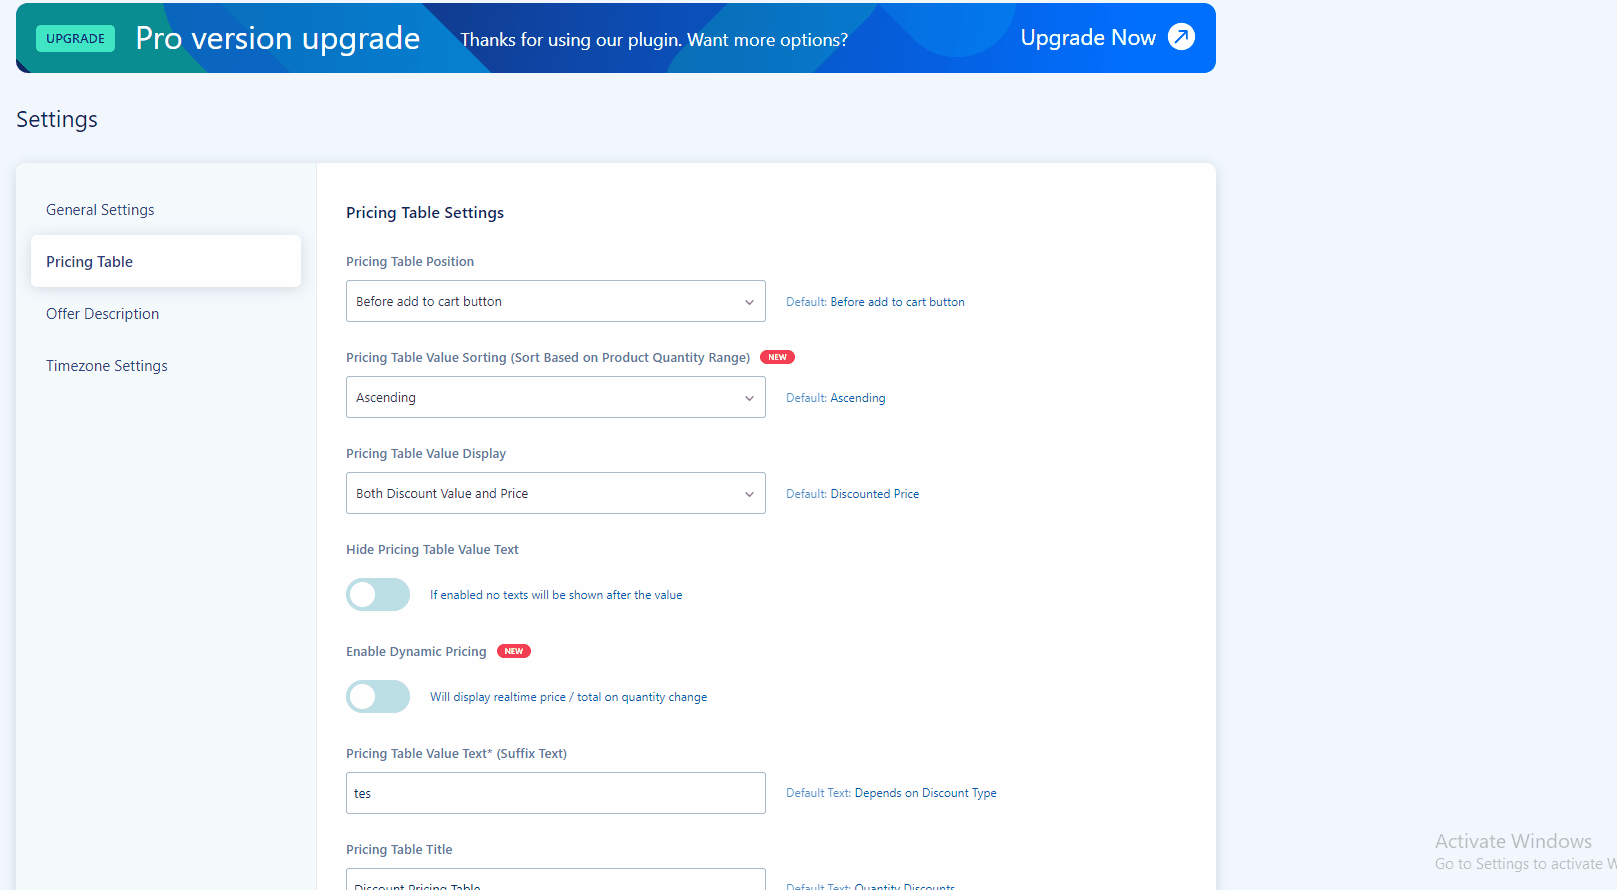 UPGRADE Pro version upgrade Thanks for using our plugin. Want more options? Upgrade Now
Settings
General Settings
Pricing Table
Offer Description
Timezone Settings
Pricing Table Settings
Pricing Table Position
Before add to cart button Default: Before add to cart button
Pricing Table Value Sorting (Sort Based on Product Quantity Range) NEW
Ascending Default: Ascending
Pricing Table Value Display
Both Discount Value and Price Default: Discounted Price
Hide Pricing Table Value Text
If enabled no texts will be shown after the value
Enable Dynamic Pricing NEW
Will display realtime price / total on quantity change
Pricing Table Value Text* (Suffix Text)
tes Default Text: Depends on Discount Type
Pricing Table Title
Discount Pricing Table Default Text: Quantity Discounts
Activate Windows
Go to Settings to activate W